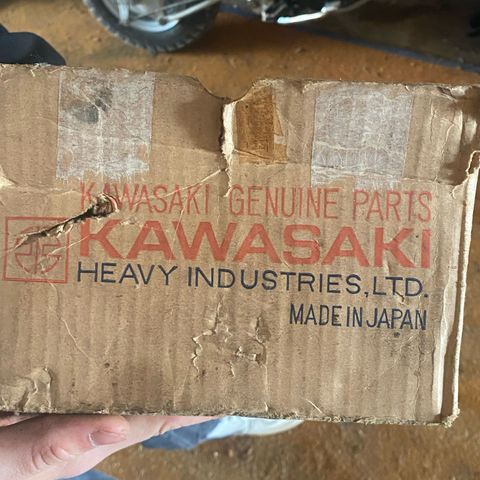 KAWASAKI GENUINE PARTS
KAWASAKI
HEAVY INDUSTRIES, LTD.
MADE IN JAPAN